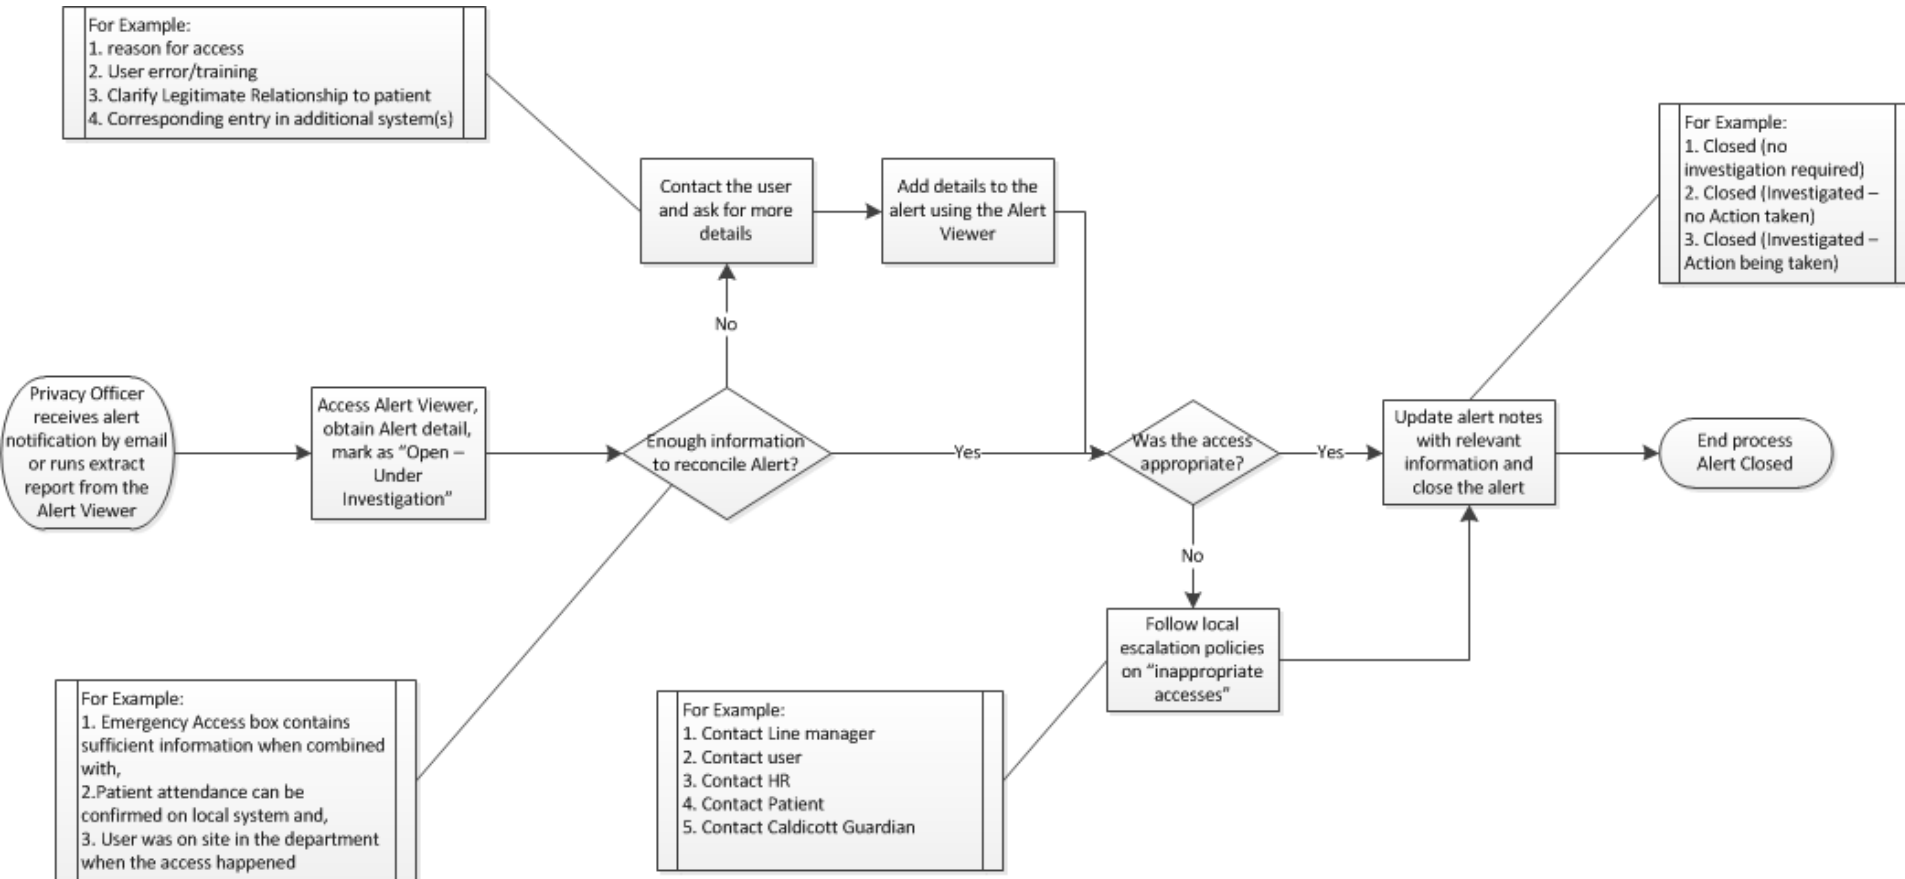 For Example:
1. reason for access
2. User error/training
3. Clarify Legitimate Relationship to patient
4. Corresponding entry in additional system(s)
For Example:
1. Closed (no
investigation required)
2. Closed (Investigated –
no Action taken)
3. Closed (Investigated –
Action being taken)
Contact the user
and ask for more
details
Add details to the
alert using the Alert
Viewer
No
Privacy Officer
receives alert
notification by email
or runs extract
report from the
Alert Viewer
Access Alert Viewer,
obtain Alert detail,
mark as “Open –
Under
Investigation”
Enough information
to reconcile Alert?
Yes
Was the access
appropriate?
Yes
Update alert notes
with relevant
information and
close the alert
End process
Alert Closed
No
Follow local
escalation policies
on “inappropriate
accesses”
For Example:
1. Emergency Access box contains
sufficient information when combined
with,
2.Patient attendance can be
confirmed on local system and,
3. User was on site in the department
when the access happened
For Example:
1. Contact Line manager
2. Contact user
3. Contact HR
4. Contact Patient
5. Contact Caldicott Guardian